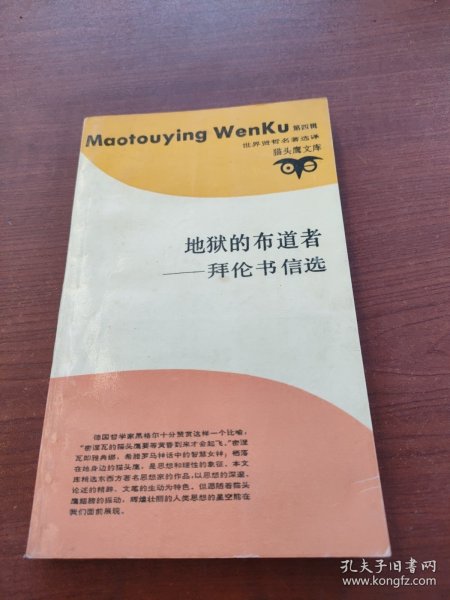 Maotouying WenKu 第四辑
世界贤哲名著选译
猫头鹰文库
地狱的布道者
——拜伦书信选
德国哲学家黑格尔十分赞赏这样一个比喻，
“密涅瓦的猫头鹰要等黄昏到来才会起飞。”密涅
瓦即雅典娜，希腊罗马神话中的智慧女神；栖落
在她身边的猫头鹰，是思想和理性的象征。本文
库精选东西方著名思想家的作品，以思想的深邃、
论述的精辟、文笔的生动为特色。但愿随着猫头
鹰翅膀的振动，辉煌壮丽的人类思想的星空能在
我们面前展现。
孔夫子旧书网
www.kongfz.com